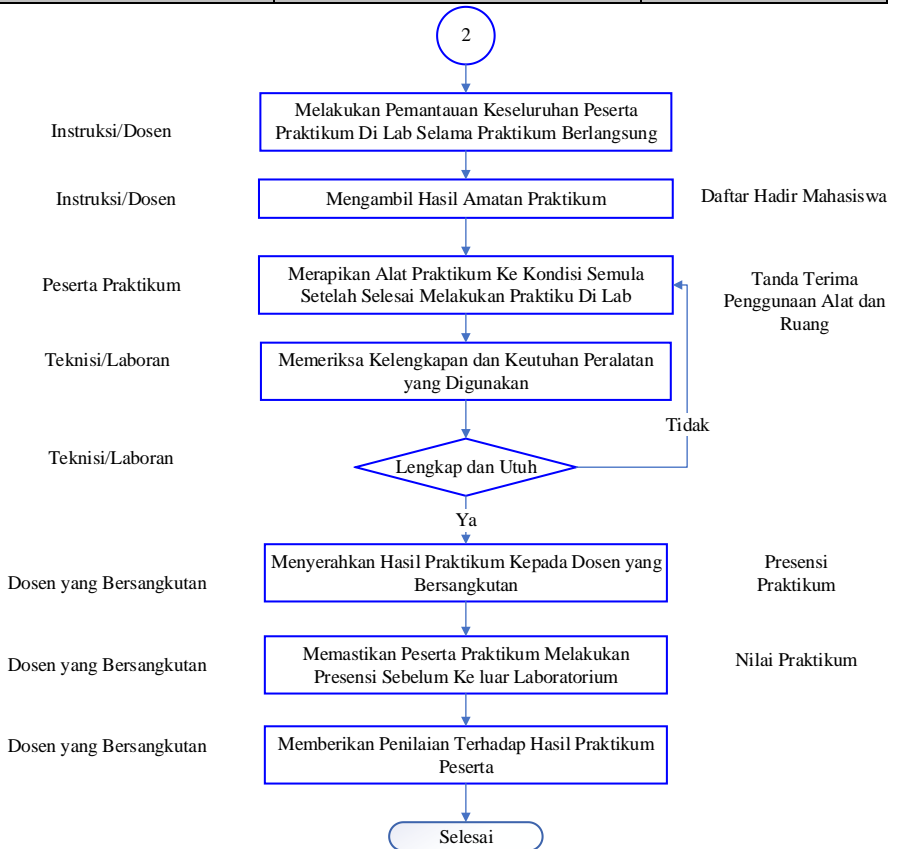 2
Instruksi/Dosen
Melakukan Pemantauan Keseluruhan Peserta
Praktikum Di Lab Selama Praktikum Berlangsung
Instruksi/Dosen
Mengambil Hasil Amatan Praktikum
Daftar Hadir Mahasiswa
Peserta Praktikum
Merapikan Alat Praktikum Ke Kondisi Semula
Setelah Selesai Melakukan Praktiku Di Lab
Tanda Terima
Penggunaan Alat dan
Ruang
Teknisi/Laboran
Memeriksa Kelengkapan dan Keutuhan Peralatan
yang Digunakan
Tidak
Teknisi/Laboran
Lengkap dan Utuh
Ya
Dosen yang Bersangkutan
Menyerahkan Hasil Praktikum Kepada Dosen yang
Bersangkutan
Presensi
Praktikum
Dosen yang Bersangkutan
Memastikan Peserta Praktikum Melakukan
Presensi Sebelum Ke luar Laboratorium
Nilai Praktikum
Dosen yang Bersangkutan
Memberikan Penilaian Terhadap Hasil Praktikum
Peserta
Selesai